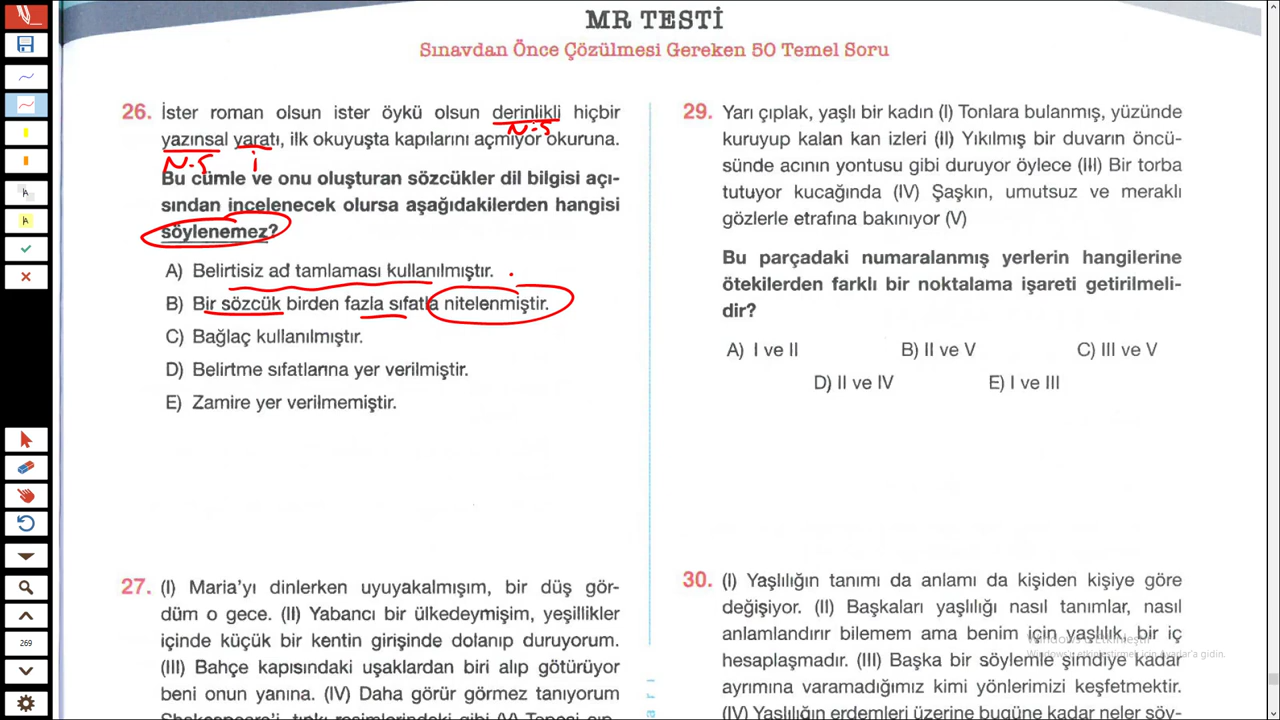 MR TESTİ
Sınavdan Önce Çözülmesi Gereken 50 Temel Soru
26. İster roman olsun ister öykü olsun derinlikli hiçbir
N.S
yazınsal yaratı, ilk okuyuşta kapılarını açmıyor okuruna.
N.S i
Bu cümle ve onu oluşturan sözcükler dil bilgisi açı-
sından incelenecek olursa aşağıdakilerden hangisi
söylenemez?
A) Belirtisiz ad tamlaması kullanılmıştır.
B) Bir sözcük birden fazla sıfatla nitelenmiştir.
C) Bağlaç kullanılmıştır.
D) Belirtme sıfatlarına yer verilmiştir.
E) Zamire yer verilmemiştir.
27. (I) Maria'yı dinlerken uyuyakalmışım, bir düş gör-
düm o gece. (II) Yabancı bir ülkedeymişim, yeşillikler
içinde küçük bir kentin girişinde dolanıp duruyorum.
(III) Bahçe kapısındaki uşaklardan biri alıp götürüyor
beni onun yanına. (IV) Daha görür görmez tanıyorum
29. Yarı çıplak, yaşlı bir kadın (I) Tonlara bulanmış, yüzünde
kuruyup kalan kan izleri (II) Yıkılmış bir duvarın öncü-
sünde acının yontusu gibi duruyor öylece (III) Bir torba
tutuyor kucağında (IV) Şaşkın, umutsuz ve meraklı
gözlerle etrafına bakınıyor (V)
Bu parçadaki numaralanmış yerlerin hangilerine
ötekilerden farklı bir noktalama işareti getirilmeli-
dir?
A) I ve II B) II ve V C) III ve V
D) II ve IV E) I ve III
30. (I) Yaşlılığın tanımı da anlamı da kişiden kişiye göre
değişiyor. (II) Başkaları yaşlılığı nasıl tanımlar, nasıl
anlamlandırır bilemem ama benim için yaşlılık, bir iç
hesaplaşmadır. (III) Başka bir söylemle şimdiye kadar
ayrımına varamadığımız kimi yönlerimizi keşfetmektir.
(IV) Yaşlılığın erdemleri üzerine bugüne kadar neler söy-
269